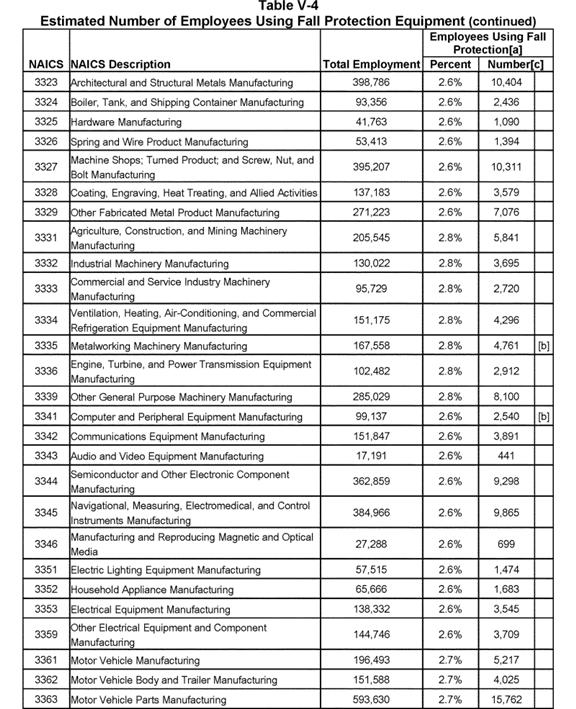 Table V-4
Estimated Number of Employees Using Fall Protection Equipment (continued)
Employees Using Fall
Protection[a]
NAICS NAICS Description Total Employment Percent Number[c]
3323 Architectural and Structural Metals Manufacturing 398,786 2.6% 10,404
3324 Boiler, Tank, and Shipping Container Manufacturing 93,356 2.6% 2,436
3325 Hardware Manufacturing 41,763 2.6% 1,090
3326 Spring and Wire Product Manufacturing 53,413 2.6% 1,394
3327 Machine Shops; Turned Product; and Screw, Nut, and
Bolt Manufacturing 395,207 2.6% 10,311
3328 Coating, Engraving, Heat Treating, and Allied Activities 137,183 2.6% 3,579
3329 Other Fabricated Metal Product Manufacturing 271,223 2.6% 7,076
3331 Agriculture, Construction, and Mining Machinery
Manufacturing 205,545 2.8% 5,841
3332 Industrial Machinery Manufacturing 130,022 2.8% 3,695
3333 Commercial and Service Industry Machinery
Manufacturing 95,729 2.8% 2,720
3334 Ventilation, Heating, Air-Conditioning, and Commercial
Refrigeration Equipment Manufacturing 151,175 2.8% 4,296
3335 Metalworking Machinery Manufacturing 167,558 2.8% 4,761 [b]
3336 Engine, Turbine, and Power Transmission Equipment
Manufacturing 102,482 2.8% 2,912
3339 Other General Purpose Machinery Manufacturing 285,029 2.8% 8,100
3341 Computer and Peripheral Equipment Manufacturing 99,137 2.6% 2,540 [b]
3342 Communications Equipment Manufacturing 151,847 2.6% 3,891
3343 Audio and Video Equipment Manufacturing 17,191 2.6% 441
3344 Semiconductor and Other Electronic Component
Manufacturing 362,859 2.6% 9,298
3345 Navigational, Measuring, Electromedical, and Control
Instruments Manufacturing 384,966 2.6% 9,865
3346 Manufacturing and Reproducing Magnetic and Optical
Media 27,288 2.6% 699
3351 Electric Lighting Equipment Manufacturing 57,515 2.6% 1,474
3352 Household Appliance Manufacturing 65,666 2.6% 1,683
3353 Electrical Equipment Manufacturing 138,332 2.6% 3,545
3359 Other Electrical Equipment and Component
Manufacturing 144,746 2.6% 3,709
3361 Motor Vehicle Manufacturing 196,493 2.7% 5,217
3362 Motor Vehicle Body and Trailer Manufacturing 151,588 2.7% 4,025
3363 Motor Vehicle Parts Manufacturing 593,630 2.7% 15,762